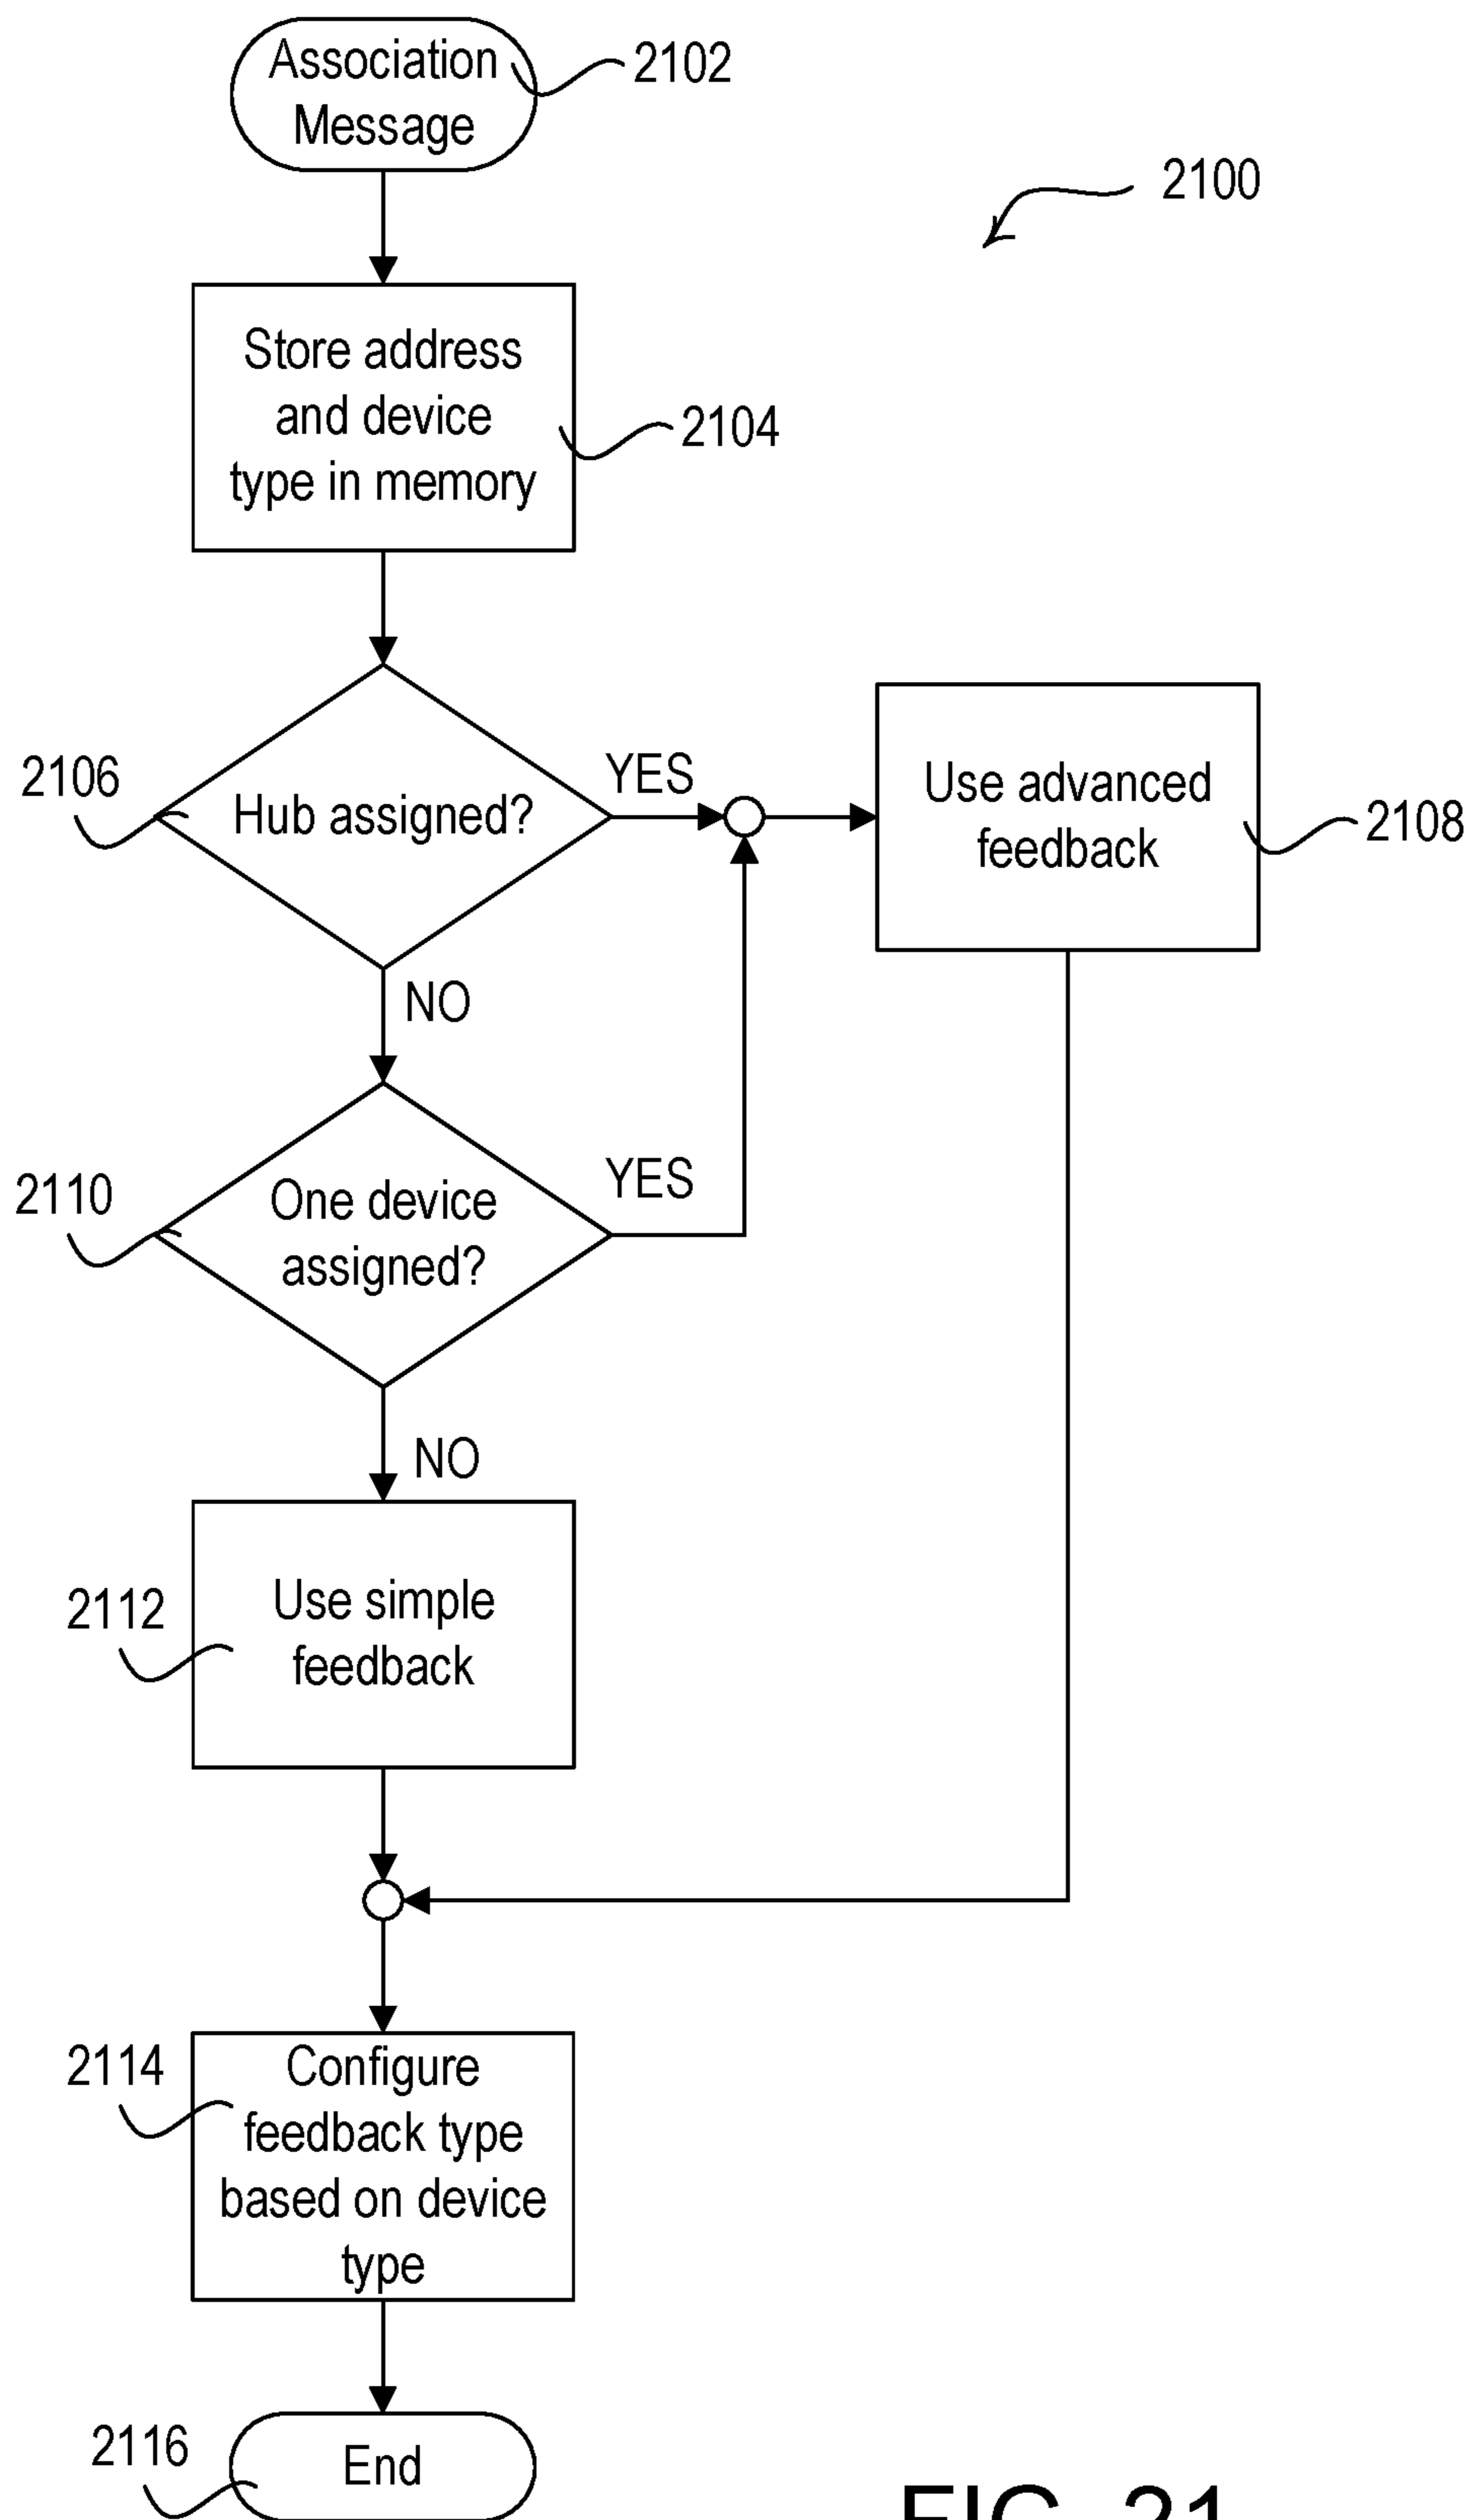 Association
Message
2102
2100
Store address
and device
type in memory
2104
2106
Hub assigned?
YES
Use advanced
feedback
2108
NO
2110
One device
assigned?
YES
NO
2112
Use simple
feedback
2114
Configure
feedback type
based on device
type
2116
End
FIG. 21